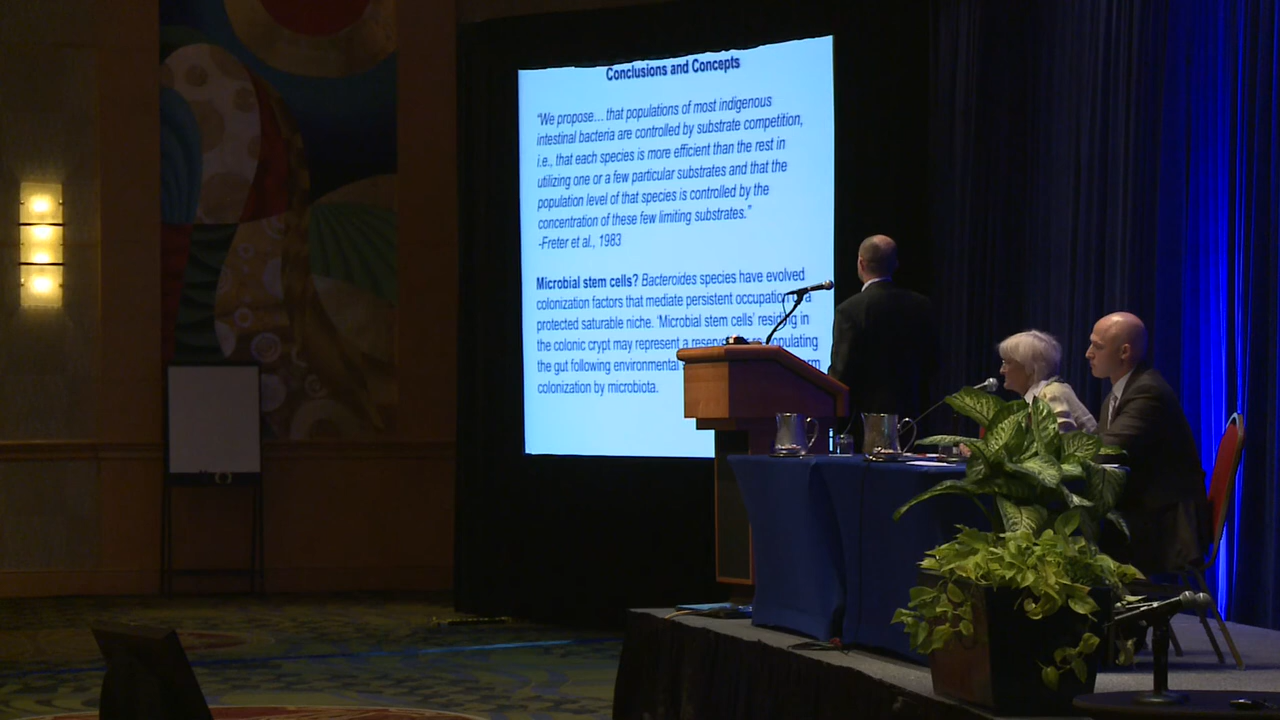 Conclusions and Concepts
“We propose... that populations of most indigenous
intestinal bacteria are controlled by substrate competition,
i.e., that each species is more efficient than the rest in
utilizing one or a few particular substrates and that the
population level of that species is controlled by the
concentration of these few limiting substrates.”
-Freter et al., 1983
Microbial stem cells? Bacteroides species have evolved
colonization factors that mediate persistent occupation a
protected saturable niche. ‘Microbial stem cells’ residing in
the colonic crypt may represent a
the gut following environmental
colonization by microbiota.